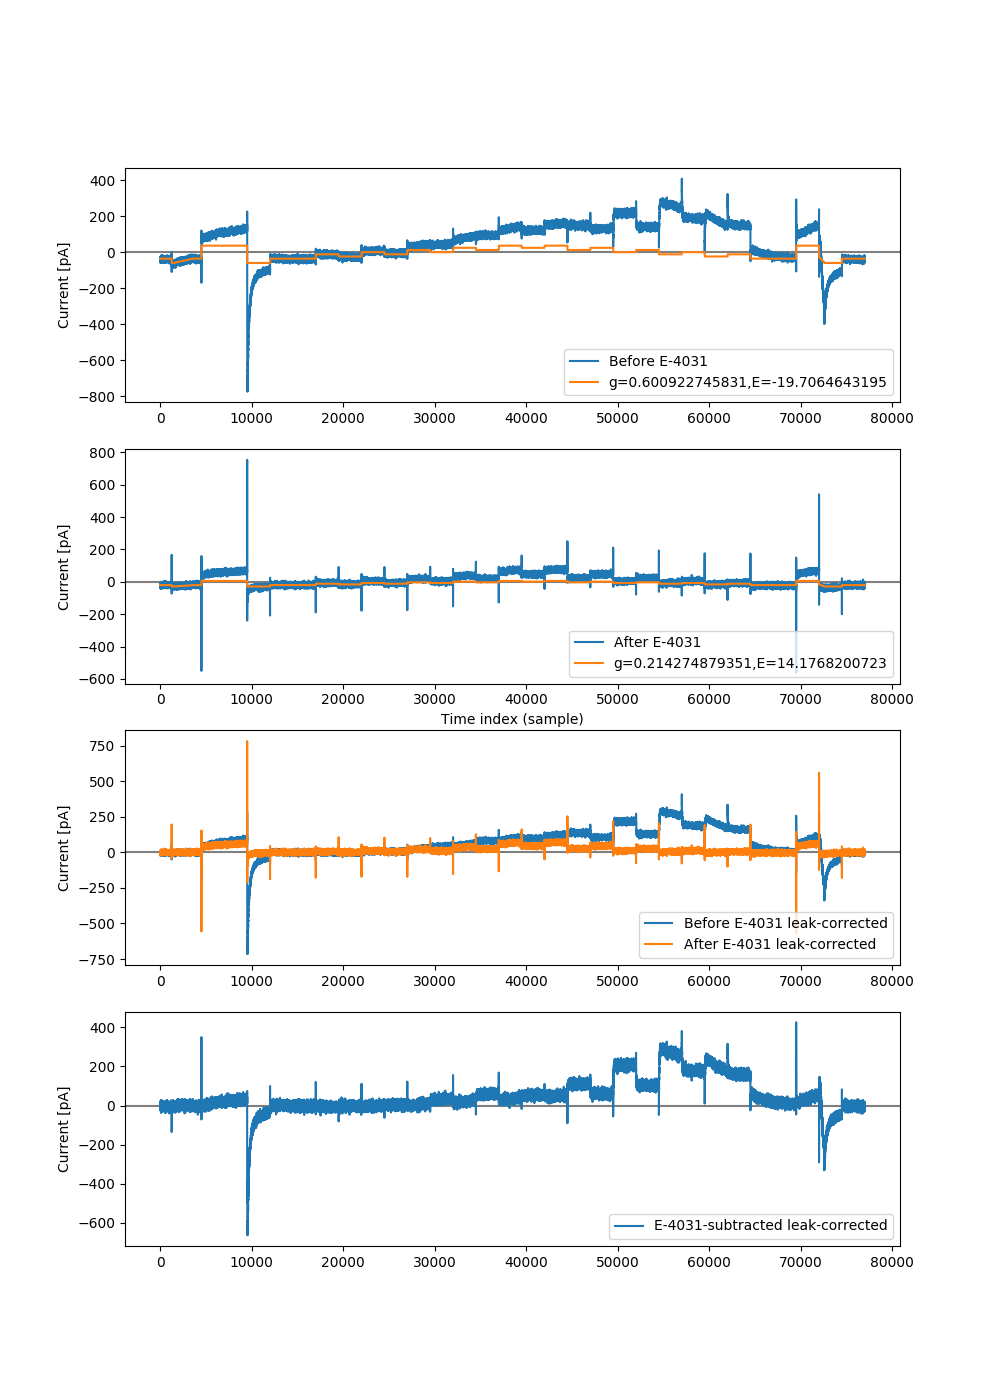 400
200
0
−200
−400
−600
−800
Current [pA]
Before E-4031
g=0.600922745831,E=-19.7064643195
0 10000 20000 30000 40000 50000 60000 70000 80000
800
600
400
200
0
−200
−400
−600
Current [pA]
After E-4031
g=0.214274879351,E=14.1768200723
0 10000 20000 30000 40000 50000 60000 70000 80000
Time index (sample)
750
500
250
0
−250
−500
−750
Current [pA]
Before E-4031 leak-corrected
After E-4031 leak-corrected
0 10000 20000 30000 40000 50000 60000 70000 80000
400
200
0
−200
−400
−600
Current [pA]
E-4031-subtracted leak-corrected
0 10000 20000 30000 40000 50000 60000 70000 80000